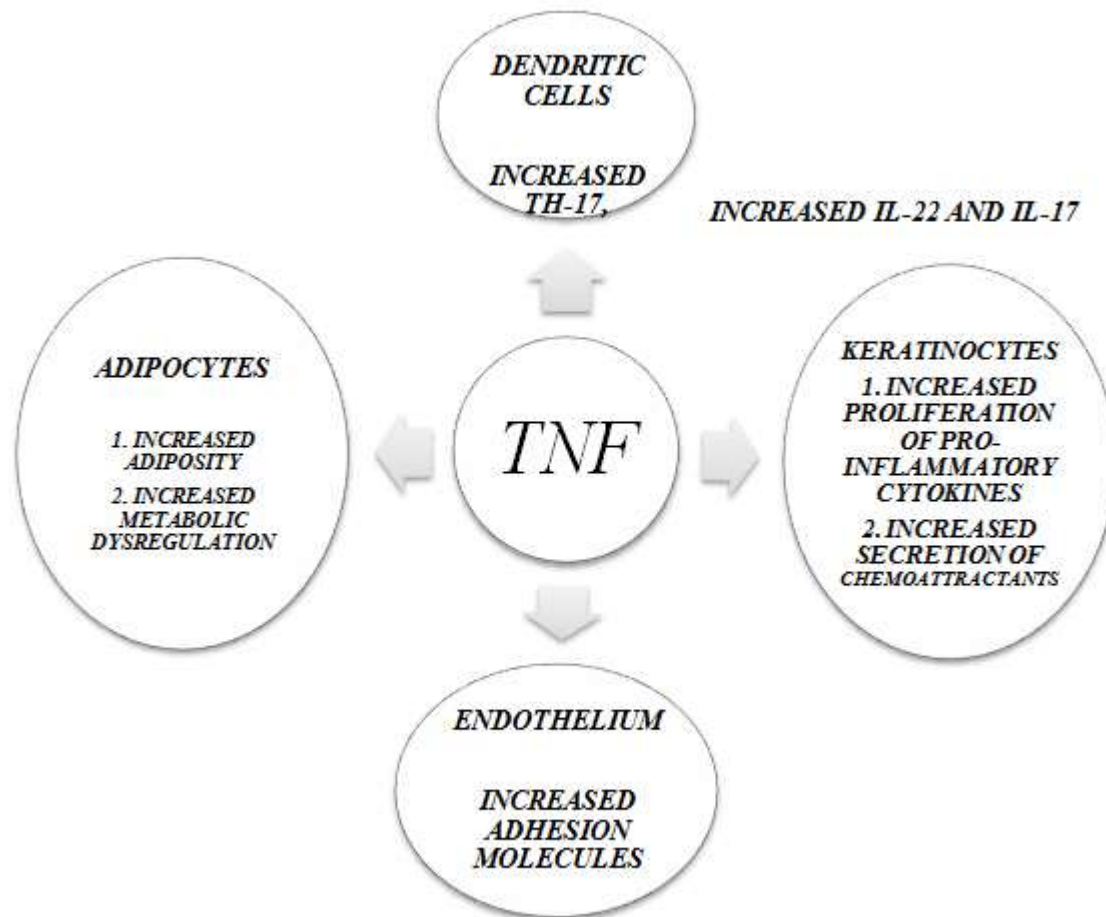 DENDRITIC
CELLS
INCREASED
TH-17,
INCREASED IL-22 AND IL-17
ADIPOCYTES
1. INCREASED
ADIPOSITY
2. INCREASED
METABOLIC
DYSREGULATION
TNF
KERATINOCYTES
1. INCREASED
PROLIFERATION
OF PRO-
INFLAMMATORY
CYTOKINES
2. INCREASED
SECRETION OF
CHEMOATTRACTANTS
ENDOTHELIUM
INCREASED
ADHESION
MOLECULES